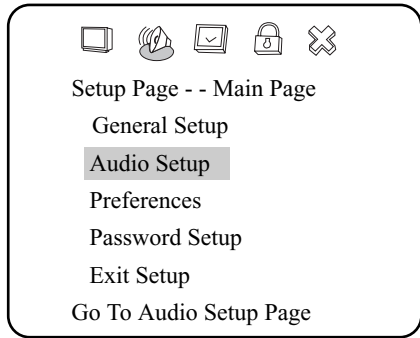 Setup Page - - Main Page
General Setup
Audio Setup
Preferences
Password Setup
Exit Setup
Go To Audio Setup Page